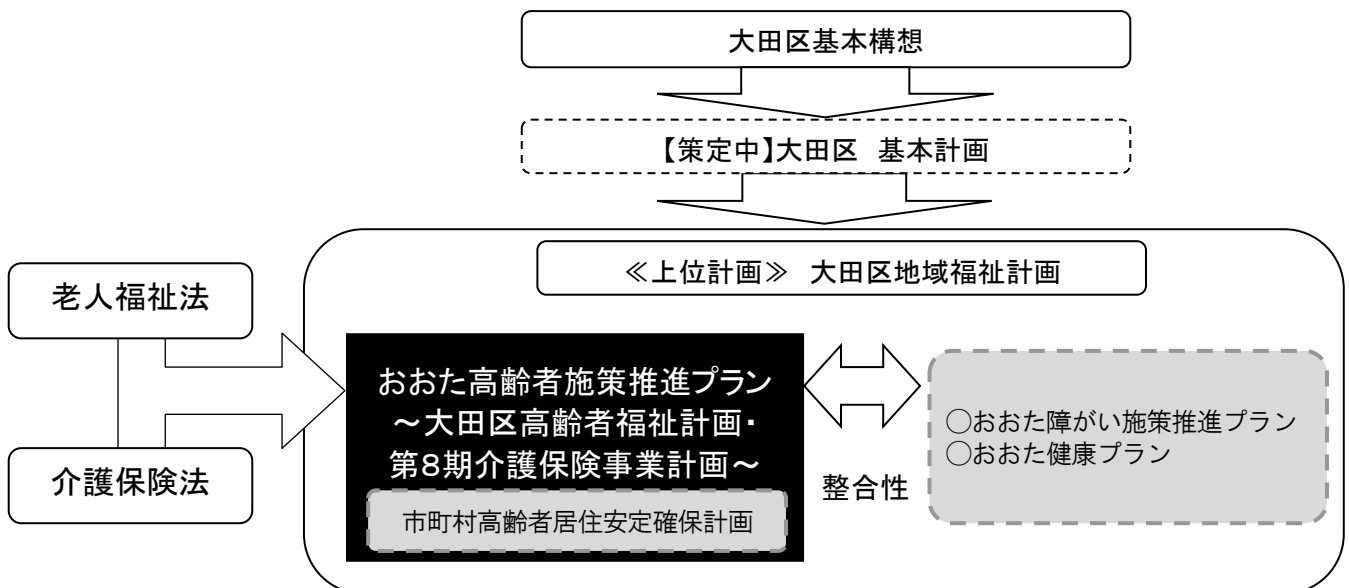 大田区基本構想
【策定中】大田区 基本計画
≪上位計画≫ 大田区地域福祉計画
老人福祉法
介護保険法
おおた高齢者施策推進プラン
～大田区高齢者福祉計画・
第8期介護保険事業計画～
市町村高齢者居住安定確保計画
整合性
○おおた障がい施策推進プラン
○おおた健康プラン